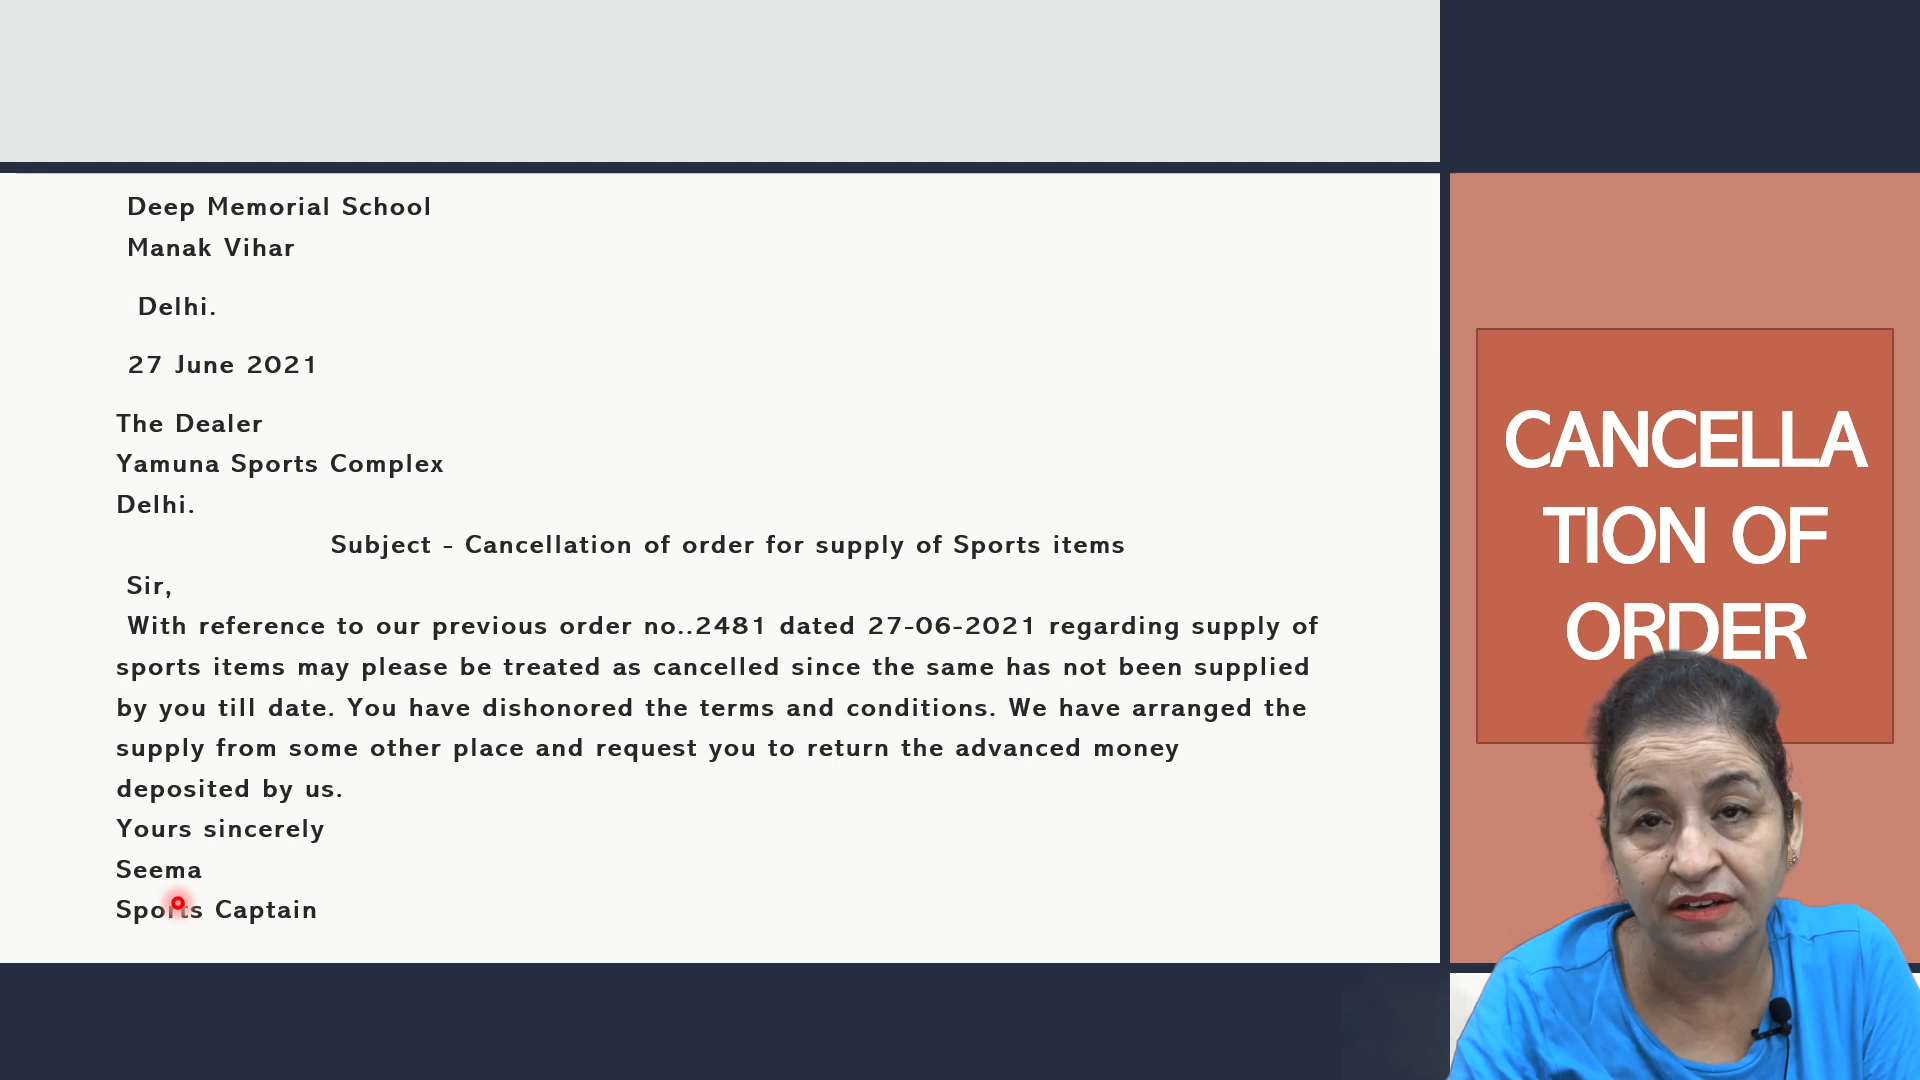 Deep Memorial School
Manak Vihar
Delhi.
27 June 2021
The Dealer
Yamuna Sports Complex
Delhi.
Subject - Cancellation of order for supply of Sports items
Sir,
With reference to our previous order no..2481 dated 27-06-2021 regarding supply of
sports items may please be treated as cancelled since the same has not been supplied
by you till date. You have dishonored the terms and conditions. We have arranged the
supply from some other place and request you to return the advanced money
deposited by us.
Yours sincerely
Seema
Sports Captain
CANCELLA
TION OF
ORDER